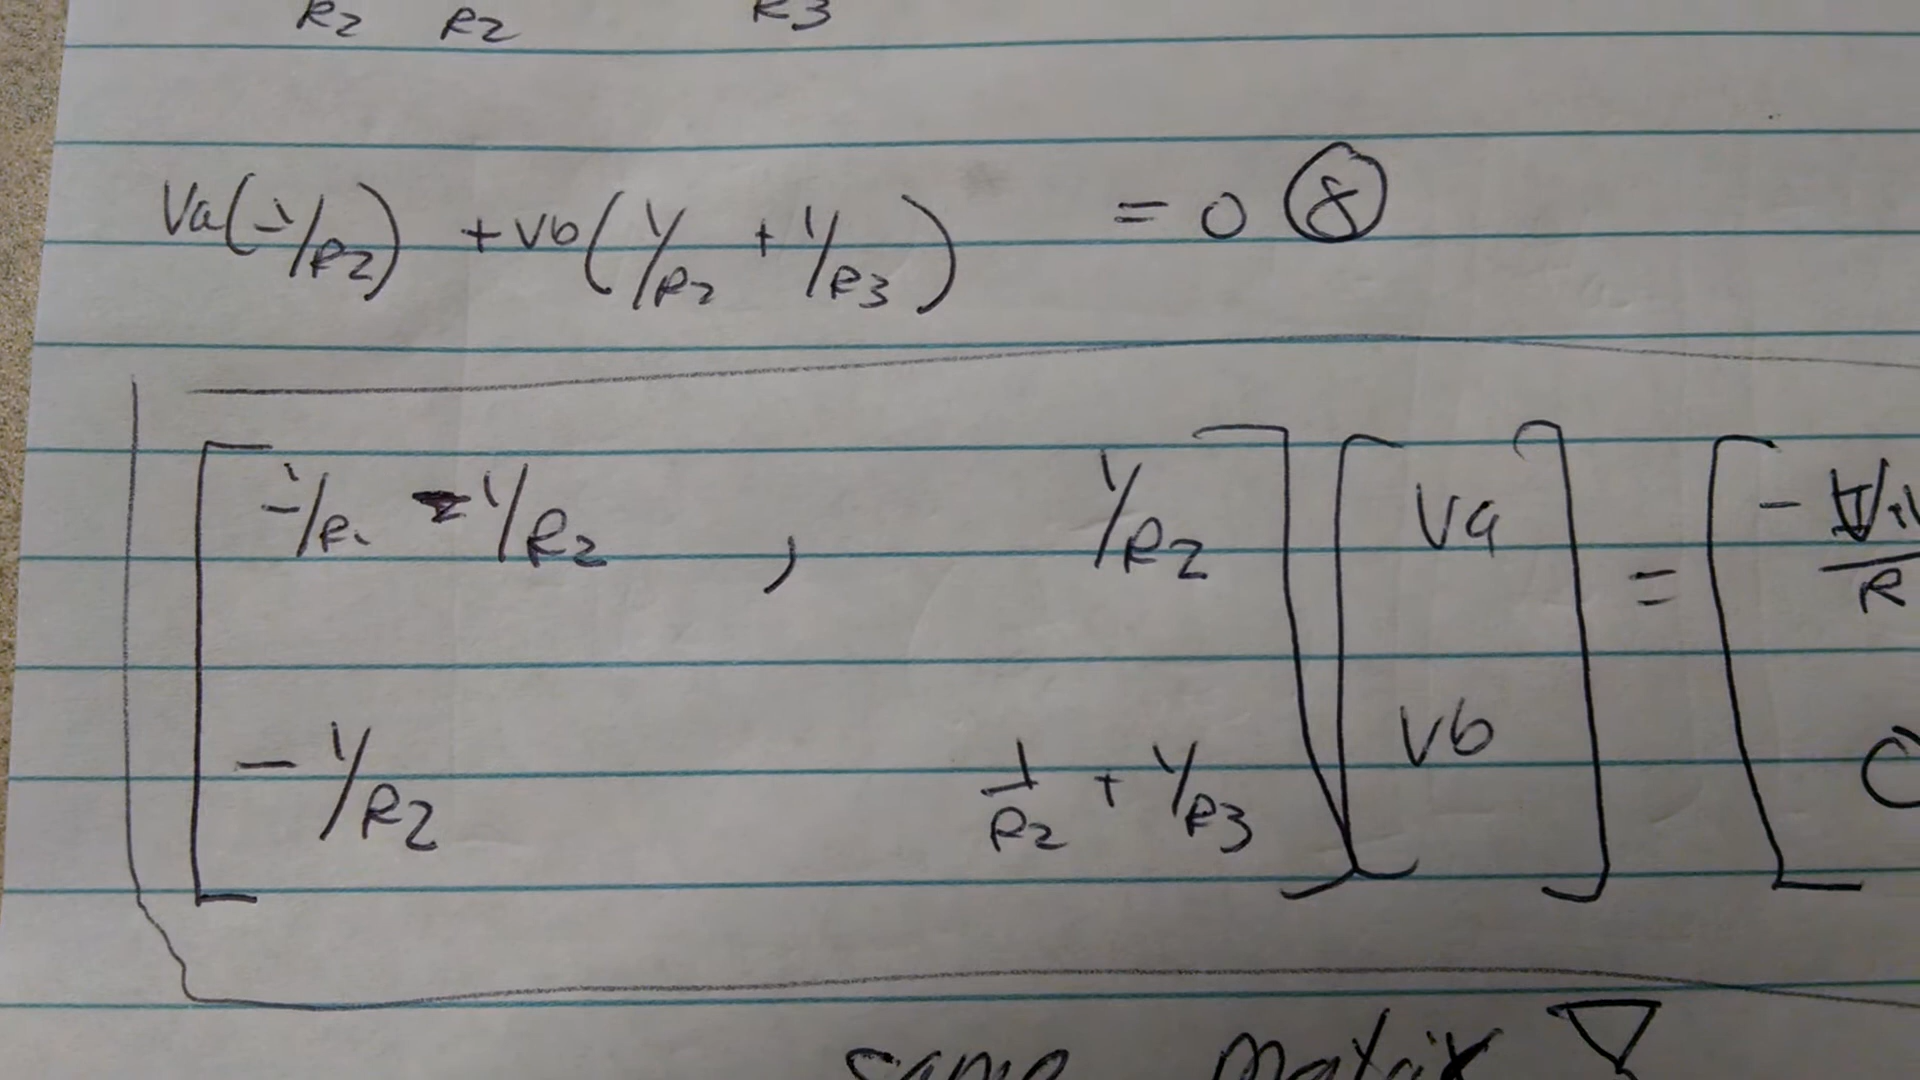 R2 R2 R3
Va(-1/R2) + Vb(1/R2 + 1/R3) = 0 ⑧
[-1/R1 - 1/R2 , 1/R2] [Va] = [-
[-1/R2 1/R2 + 1/R3] [Vb]
same matrix